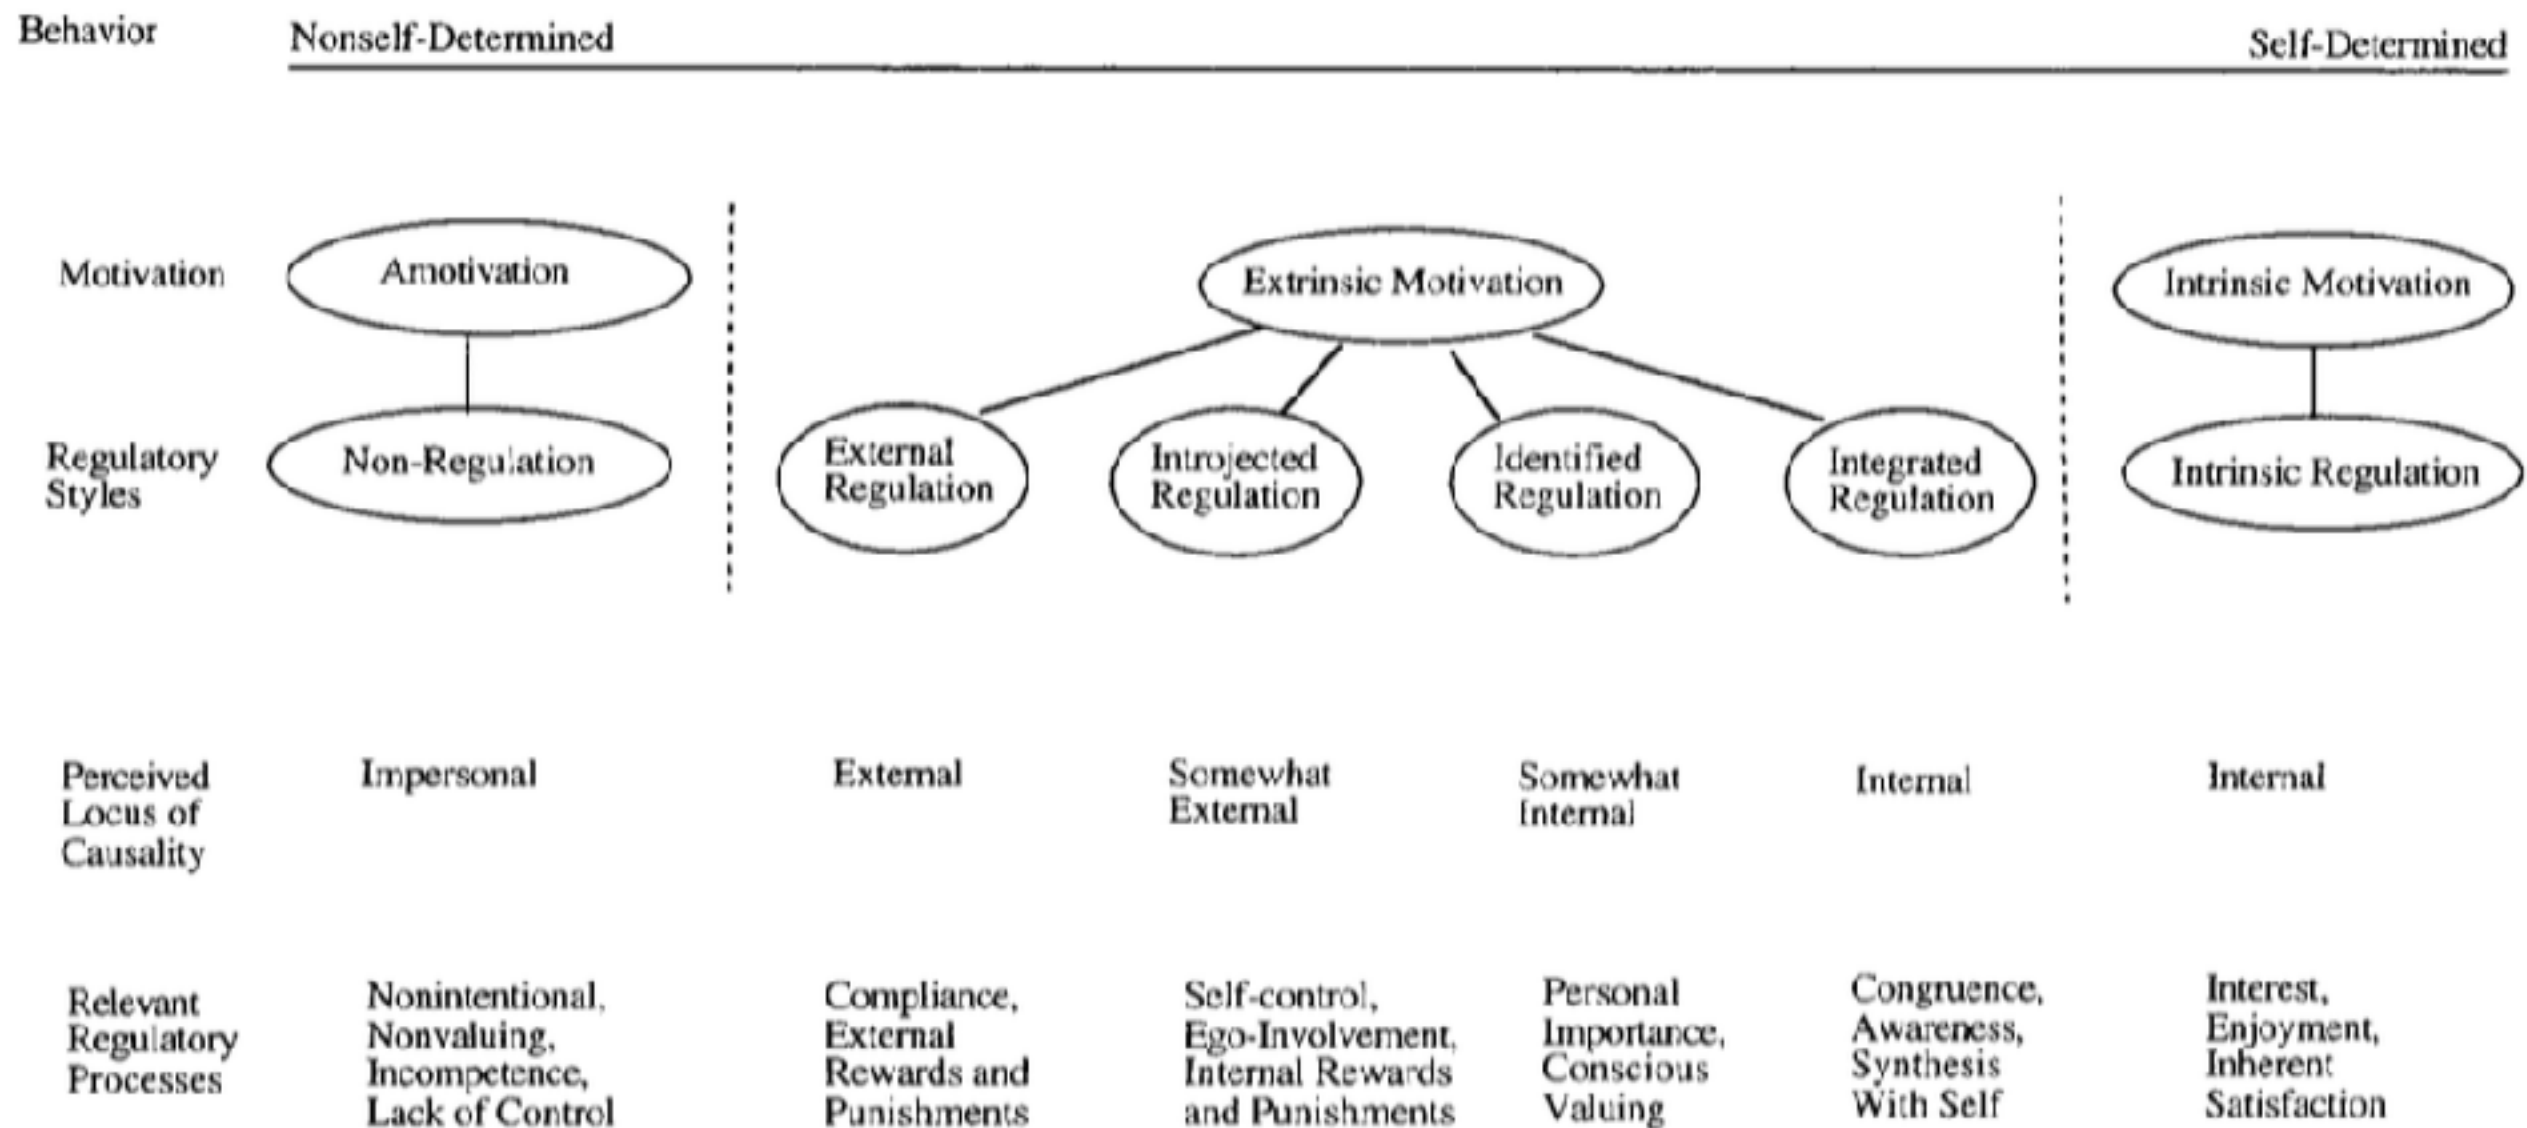 Behavior
Nonself-Determined
Self-Determined
Motivation
Amotivation
Extrinsic Motivation
Intrinsic Motivation
Regulatory
Styles
Non-Regulation
External
Regulation
Introjected
Regulation
Identified
Regulation
Integrated
Regulation
Intrinsic Regulation
Perceived
Locus of
Causality
Impersonal
External
Somewhat
External
Somewhat
Internal
Internal
Internal
Relevant
Regulatory
Processes
Nonintentional,
Nonvaluing,
Incompetence,
Lack of Control
Compliance,
External
Rewards and
Punishments
Self-control,
Ego-Involvement,
Internal Rewards
and Punishments
Personal
Importance,
Conscious
Valuing
Congruence,
Awareness,
Synthesis
With Self
Interest,
Enjoyment,
Inherent
Satisfaction